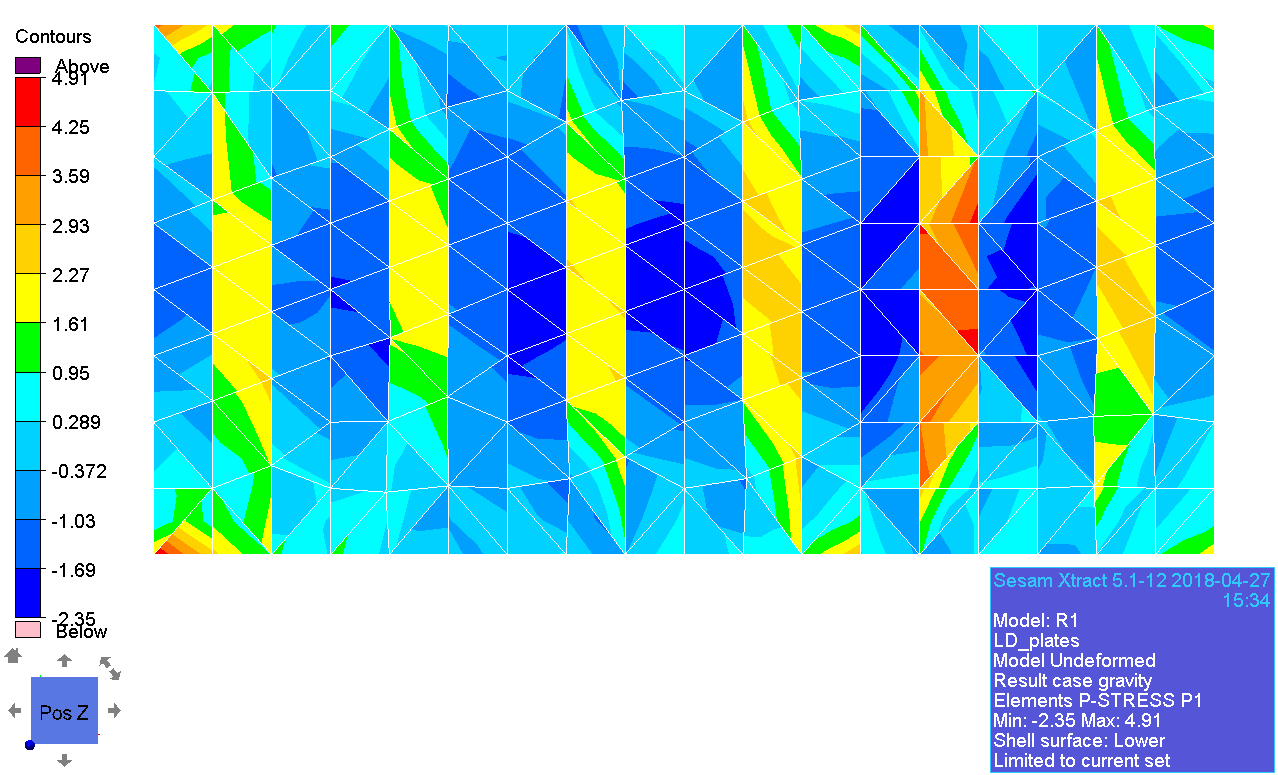 Contours
Above
4.91
4.25
3.59
2.93
2.27
1.61
0.95
0.289
-0.372
-1.03
-1.69
-2.35
Below
Pos Z
Sesam Xtract 5.1-12 2018-04-27
15:34
Model: R1
LD_plates
Model Undeformed
Result case gravity
Elements P-STRESS P1
Min: -2.35 Max: 4.91
Shell surface: Lower
Limited to current set